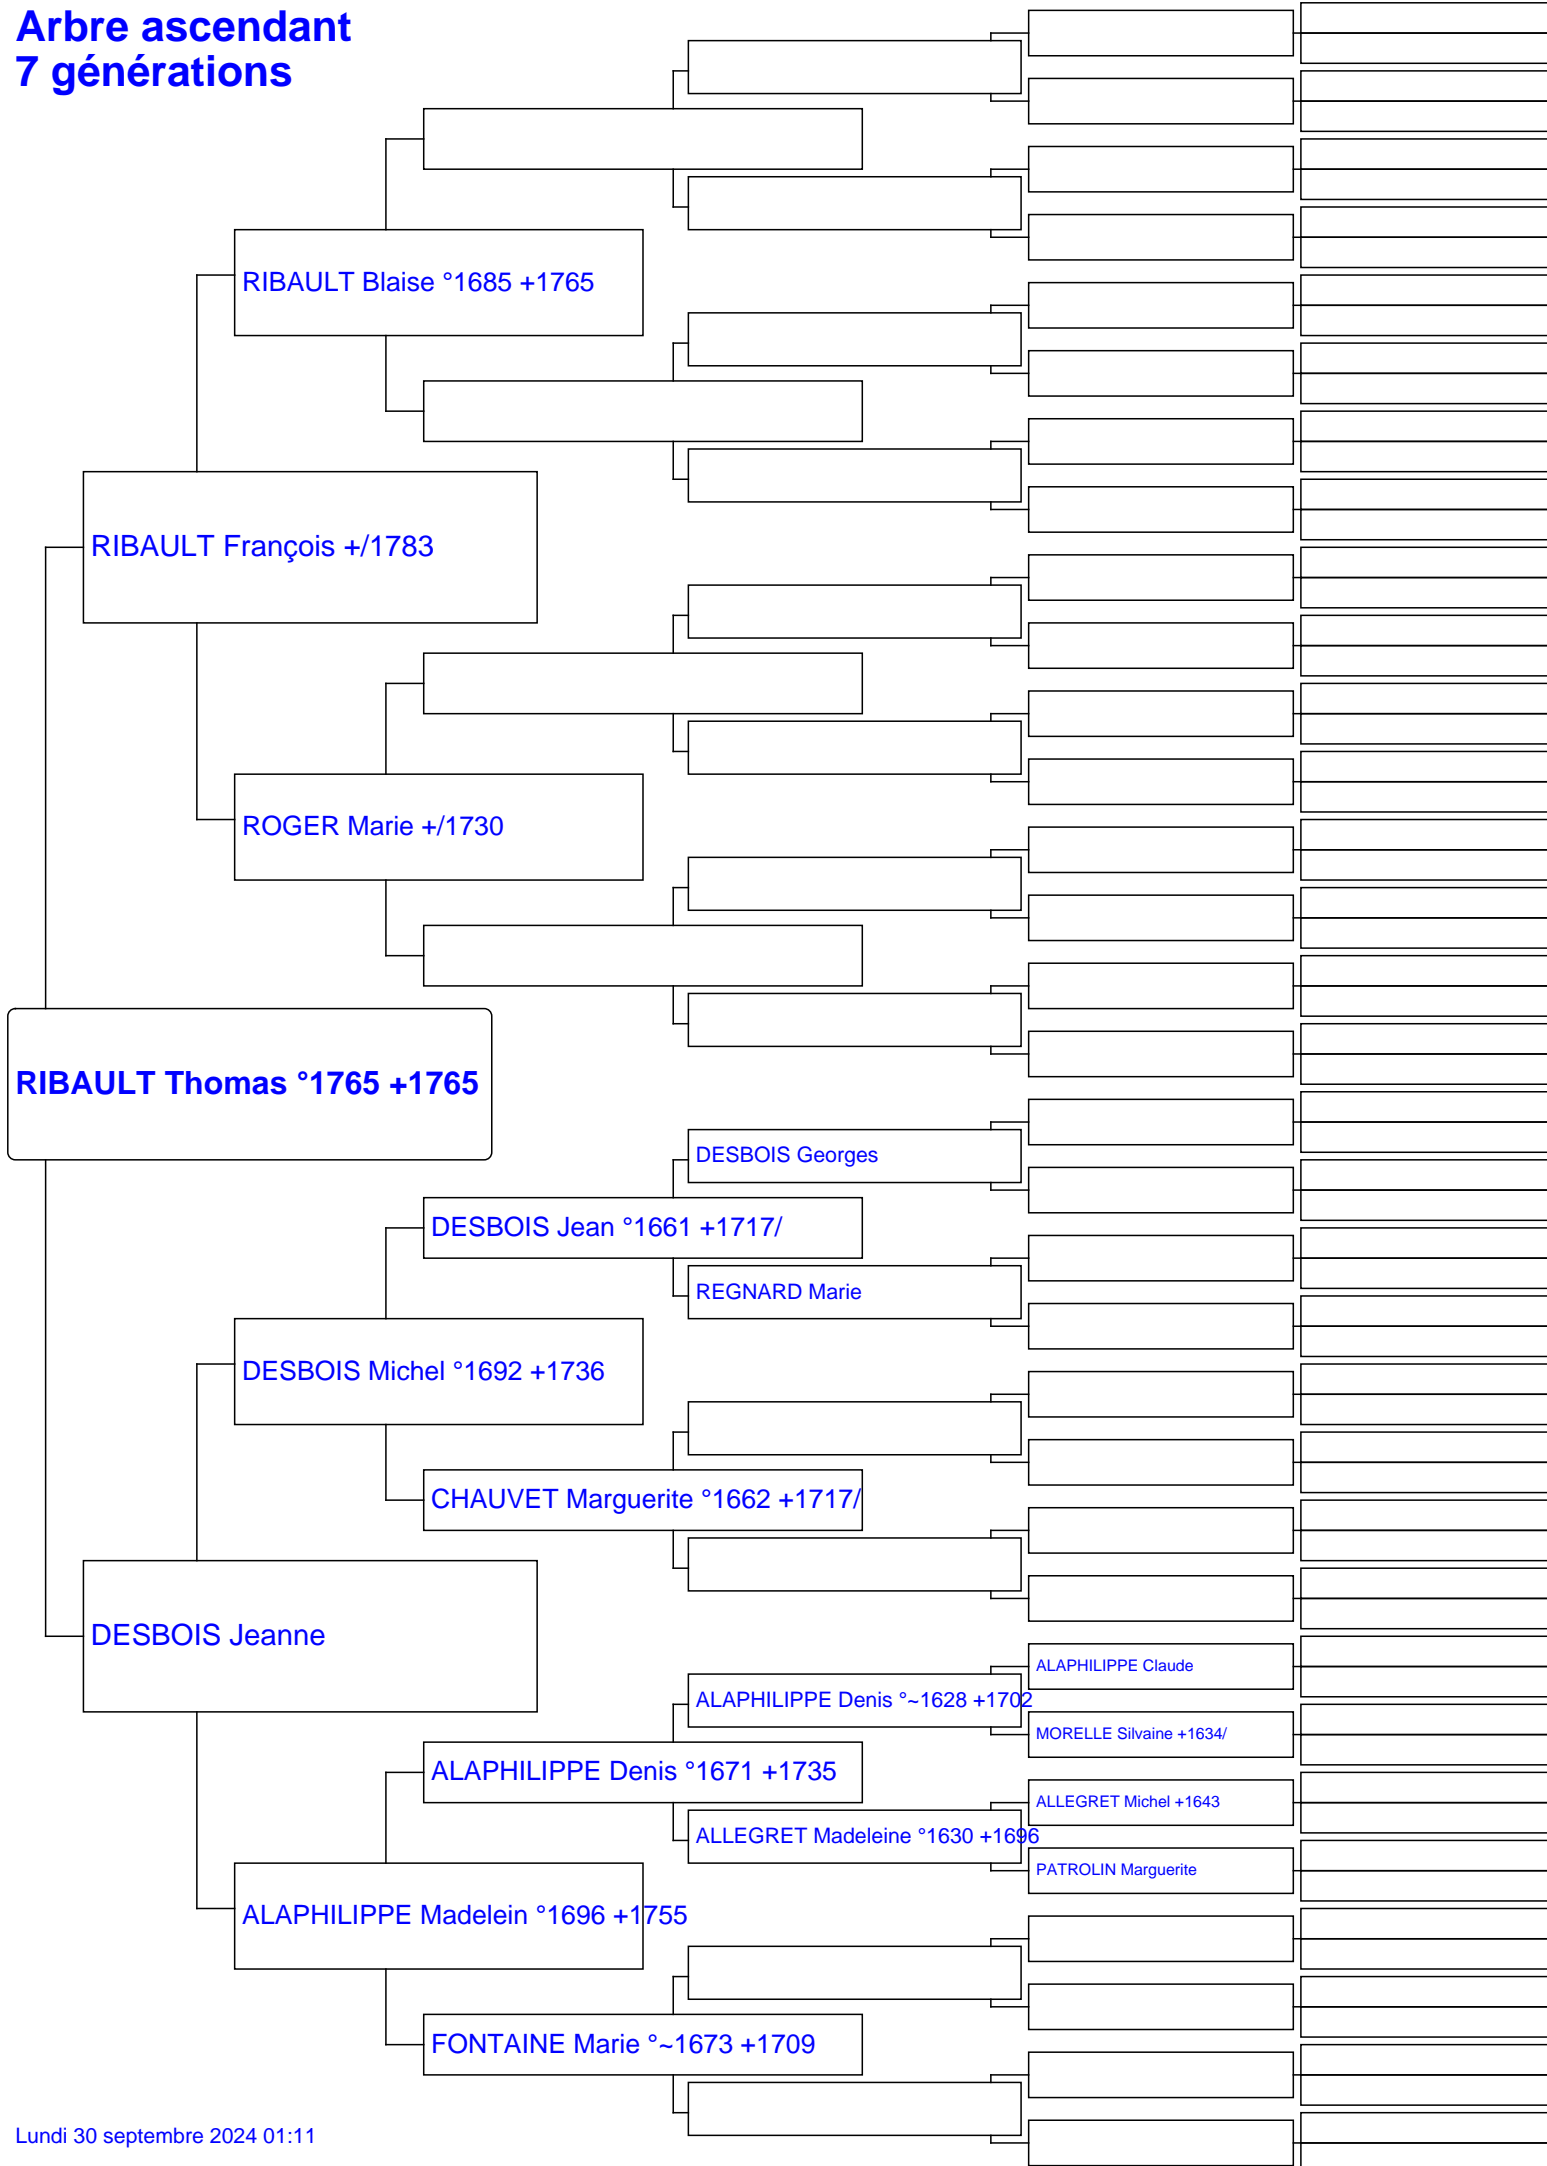 Arbre ascendant
7 générations
RIBAULT Blaise °1685 +1765
RIBAULT François +/1783
ROGER Marie +/1730
RIBAULT Thomas °1765 +1765
DESBOIS Georges
DESBOIS Jean °1661 +1717/
REGNARD Marie
DESBOIS Michel °1692 +1736
CHAUVET Marguerite °1662 +1717/
DESBOIS Jeanne
ALAPHILIPPE Claude
ALAPHILIPPE Denis °~1628 +1702
MORELLE Silvaine +1634/
ALAPHILIPPE Denis °1671 +1735
ALLEGRET Michel +1643
ALLEGRET Madeleine °1630 +1696
PATROLIN Marguerite
ALAPHILIPPE Madelein °1696 +1755
FONTAINE Marie °~1673 +1709
Lundi 30 septembre 2024 01:11